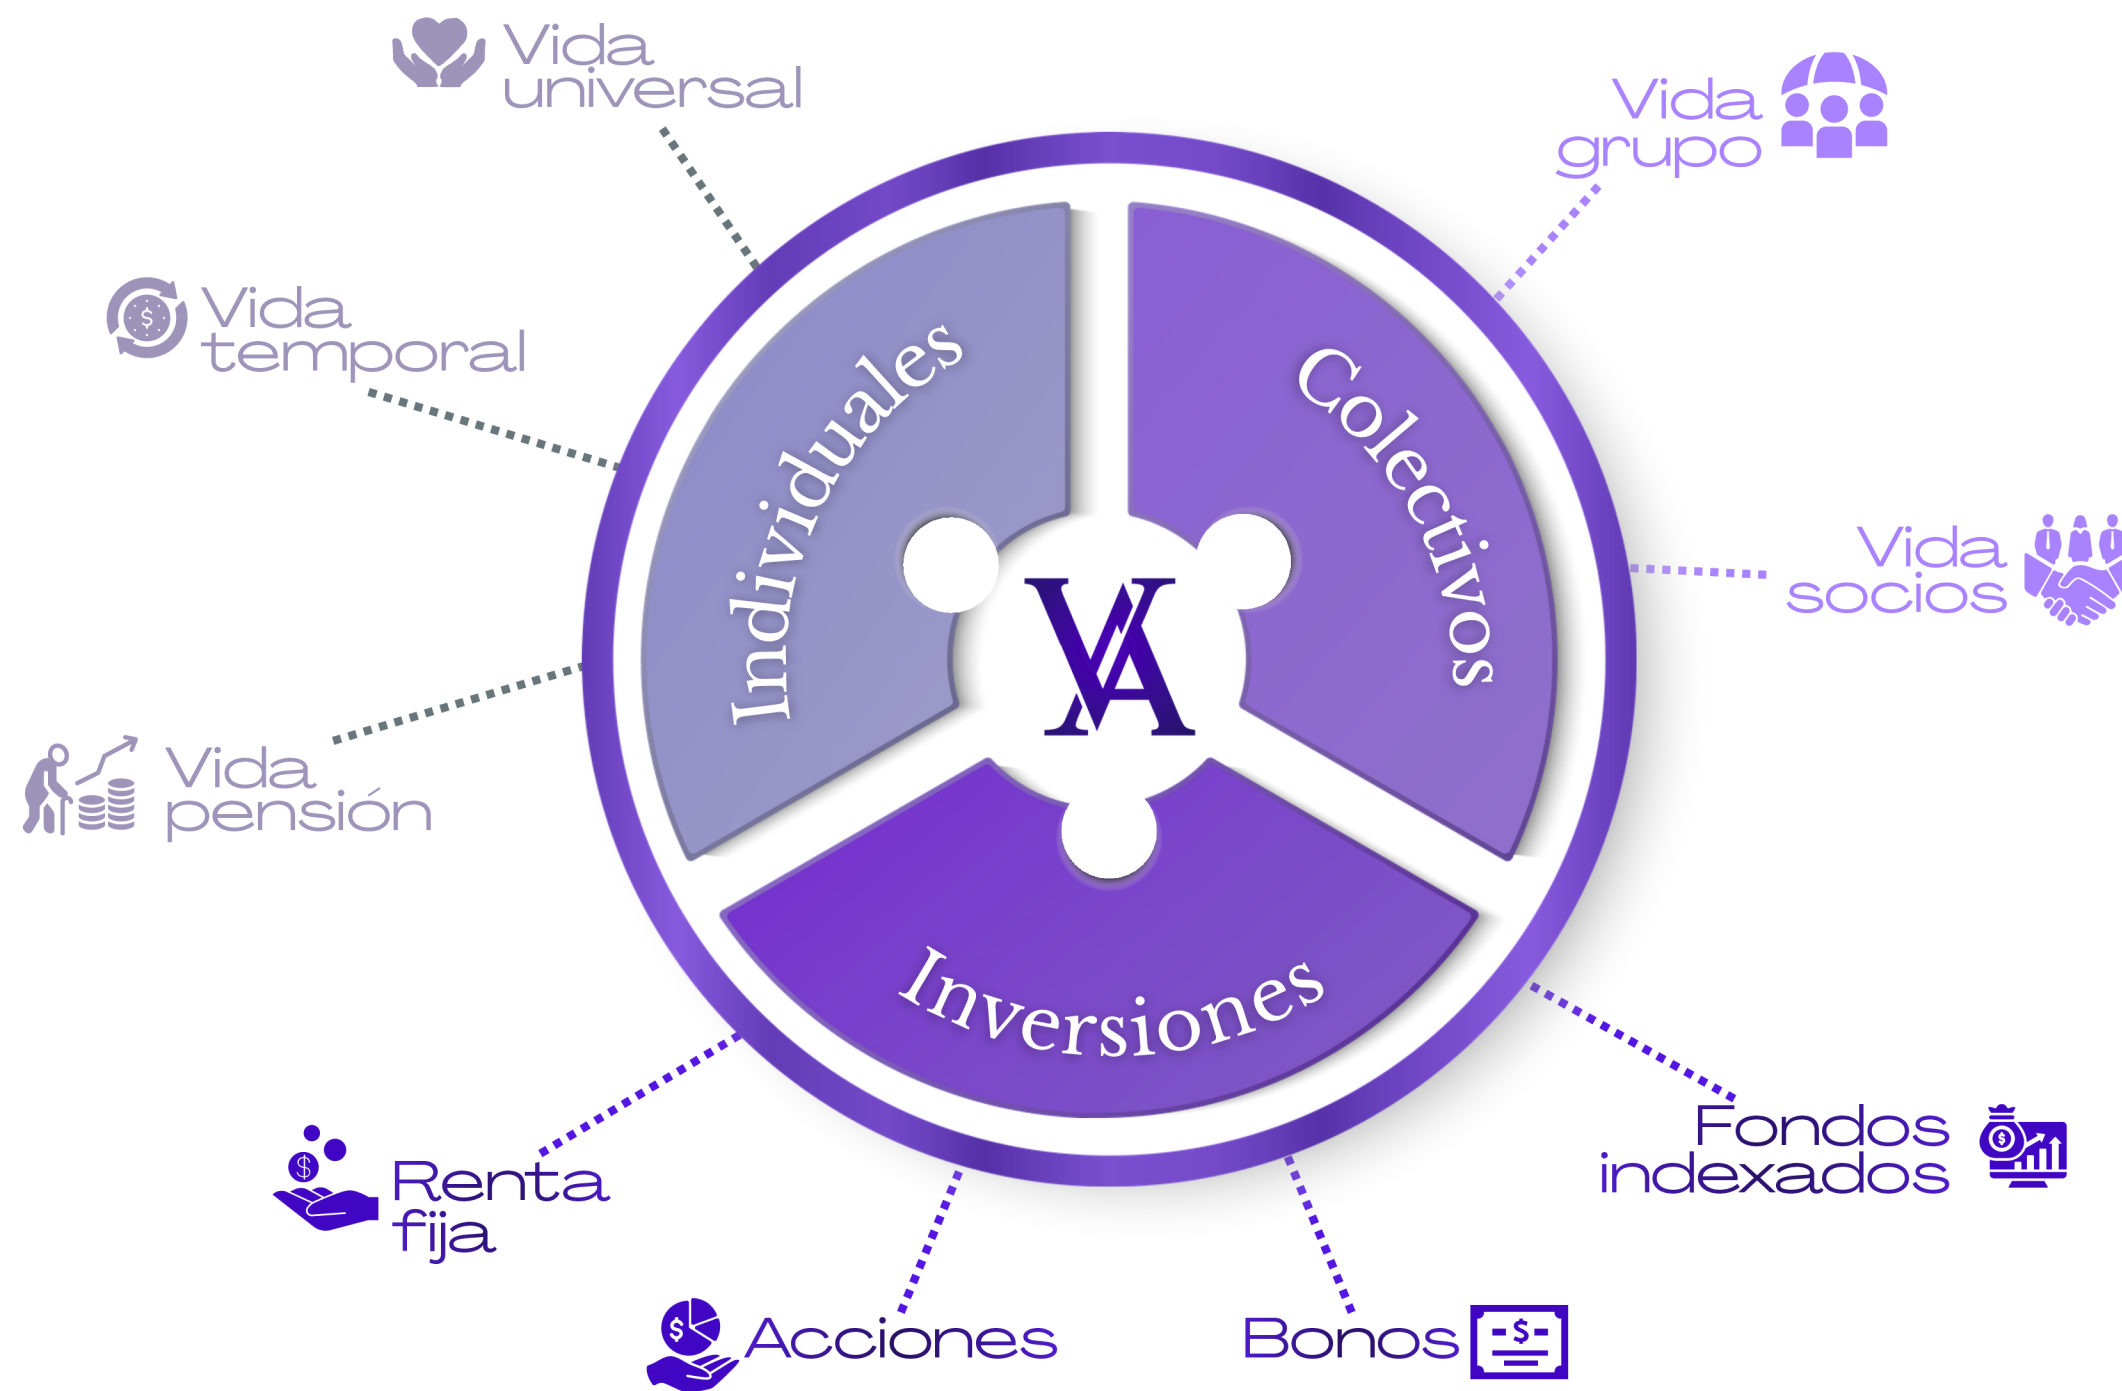 Vida
universal
Vida
grupo
Vida
temporal
Individuales
Colectivos
Vida
socios
VA
Vida
pensión
Inversiones
Fondos
indexados
Renta
fija
Acciones
Bonos